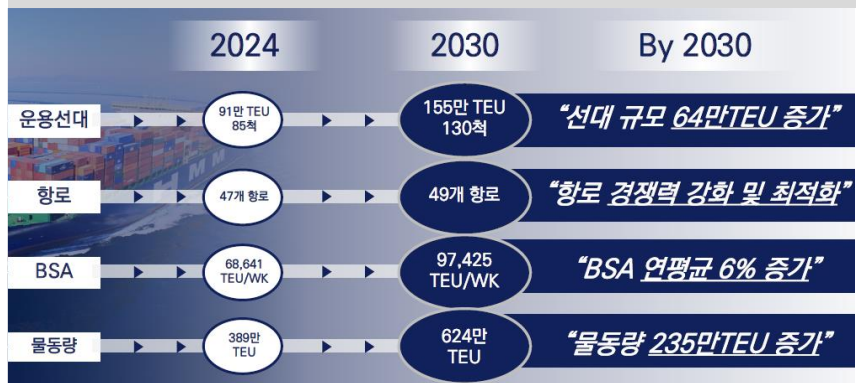 2024 2030 By 2030
운용선대
91만 TEU
85척
155만 TEU
130척
“선대 규모 64만TEU 증가”
항로
47개 항로
49개 항로
“항로 경쟁력 강화 및 최적화”
BSA
68,641
TEU/WK
97,425
TEU/WK
“BSA 연평균 6% 증가”
물동량
389만
TEU
624만
TEU
“물동량 235만TEU 증가”
HMM